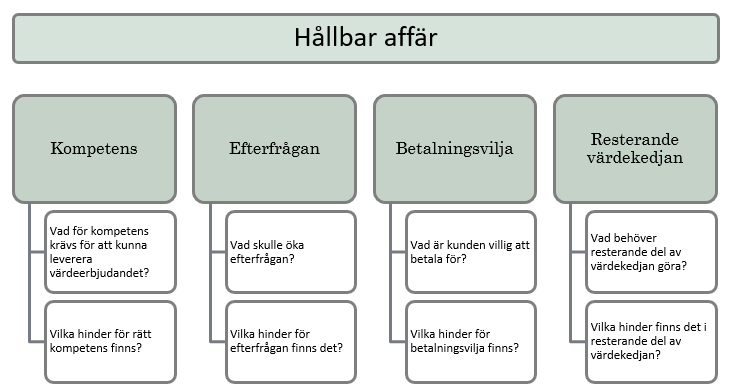 Hållbar affär
Kompetens
Efterfrågan
Betalningsvilja
Resterande
värdekedjan
Vad för kompetens
krävs för att kunna
leverera
värdeerbjudandet?
Vad skulle öka
efterfrågan?
Vad är kunden villig att
betala för?
Vad behöver
resterande del av
värdekedjan göra?
Vilka hinder för rätt
kompetens finns?
Vilka hinder för
efterfrågan finns det?
Vilka hinder för
betalningsvilja finns?
Vilka hinder finns det i
resterande del av
värdekedjan?